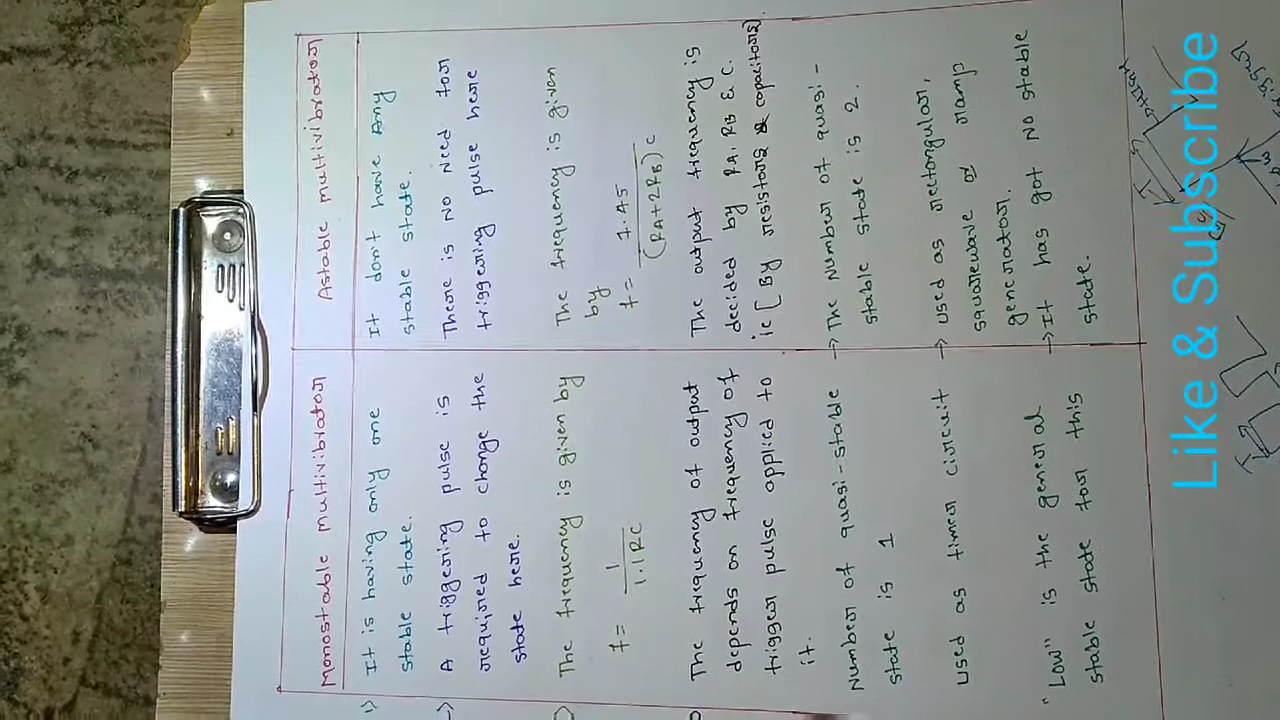 Monostable multivibrator
Astable multivibrator
1) It is having only one
stable state.
It don't have any
stable state.
→ A triggering pulse is
required to change the
state here.
There is No Need for
triggering pulse here
The frequency is given by
f = 1 / 1.1RC
The frequency is given
by
f = 1.45 / (RA+2RB)C
The frequency of output
depends on frequency of
trigger pulse applied to
it.
The output frequency is
decided by RA, RB & C.
ie [By resistors & capacitors]
Number of quasi-stable
state is 1
→ The Number of quasi-
stable state is 2.
used as timer circuit
→ used as rectangular,
squarewave or ramp
generator.
"Low" is the general
stable state for this
→ It has got No stable
state.
Like & Subscribe